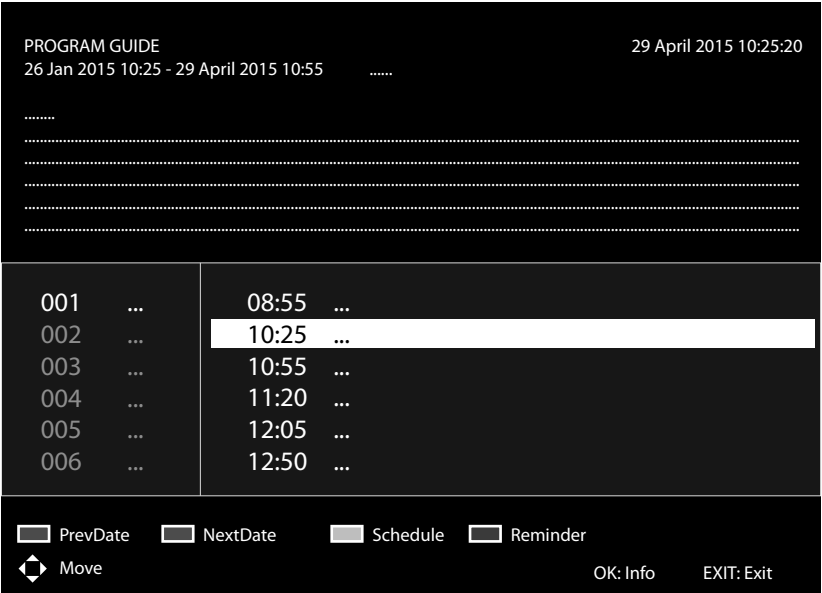 PROGRAM GUIDE 29 April 2015 10:25:20
26 Jan 2015 10:25 - 29 April 2015 10:55 ......
........
..........................................................................................
..........................................................................................
..........................................................................................
..........................................................................................
..........................................................................................
001 ... 08:55 ...
002 ... 10:25 ...
003 ... 10:55 ...
004 ... 11:20 ...
005 ... 12:05 ...
006 ... 12:50 ...
PrevDate NextDate Schedule Reminder
Move OK: Info EXIT: Exit